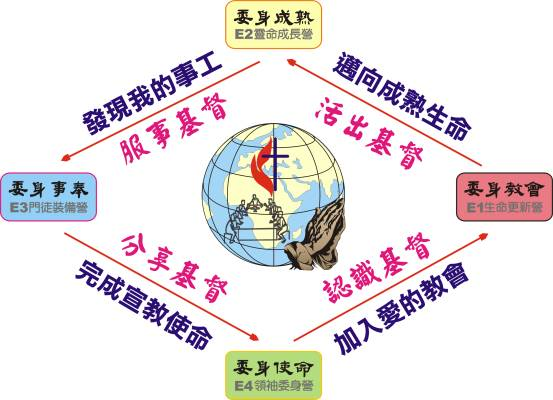 委身成熟
E2靈命成長營
發現我的事工
邁向成熟生命
服事基督
活出基督
委身事奉
E3門徒裝備營
委身教會
E1生命更新營
分享基督
認識基督
完成宣教使命
加入愛的教會
委身使命
E4領袖委身營